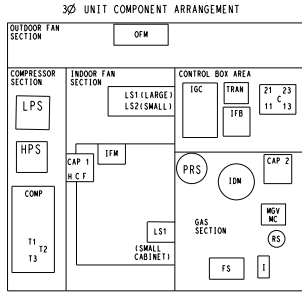 3Ø UNIT COMPONENT ARRANGEMENT
OUTDOOR FAN
SECTION
OFM
COMPRESSOR
SECTION
LPS
HPS
COMP
T1
T2
T3
INDOOR FAN
SECTION
LS1 (LARGE)
LS2 (SMALL)
CAP 1
H C F
IFM
LS1
(SMALL
CABINET)
CONTROL BOX AREA
IGC
TRAN
IFB
21 23
C
11 13
PRS
IDM
CAP 2
GAS
SECTION
MGV
MC
RS
FS
I